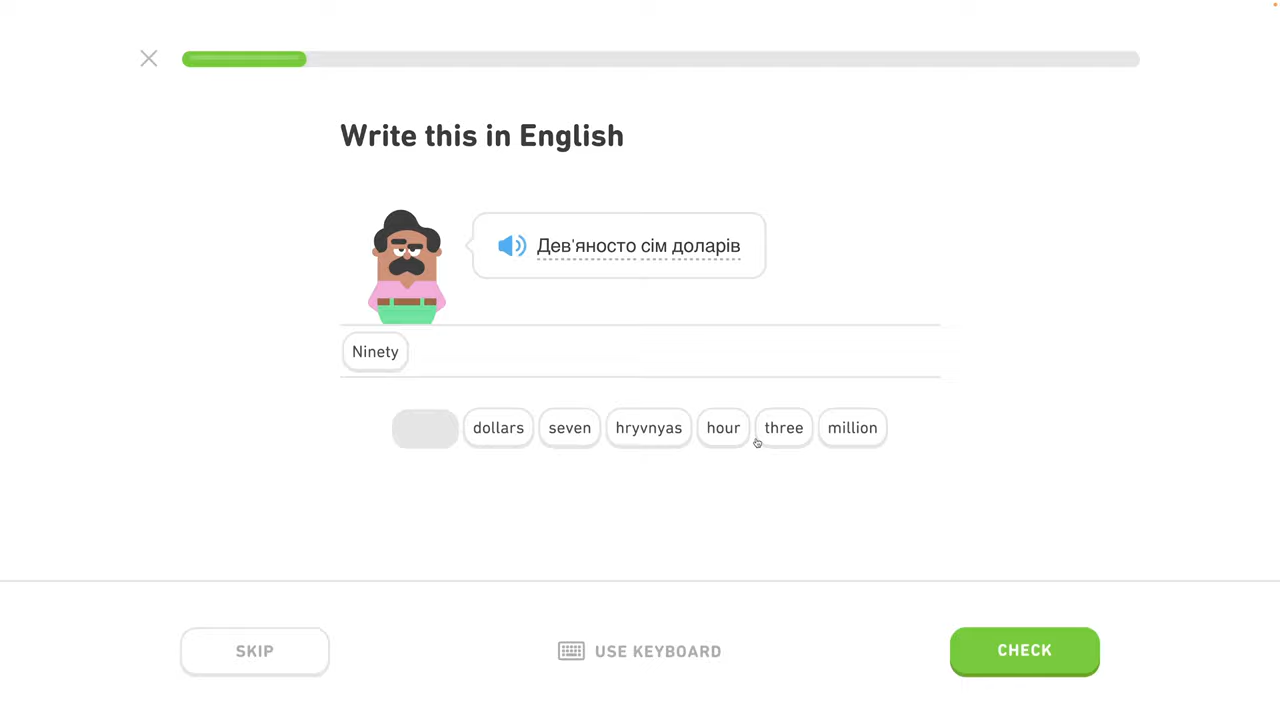 Write this in English
Дев'яносто сім доларів
Ninety
dollars seven hryvnyas hour three million
SKIP USE KEYBOARD CHECK